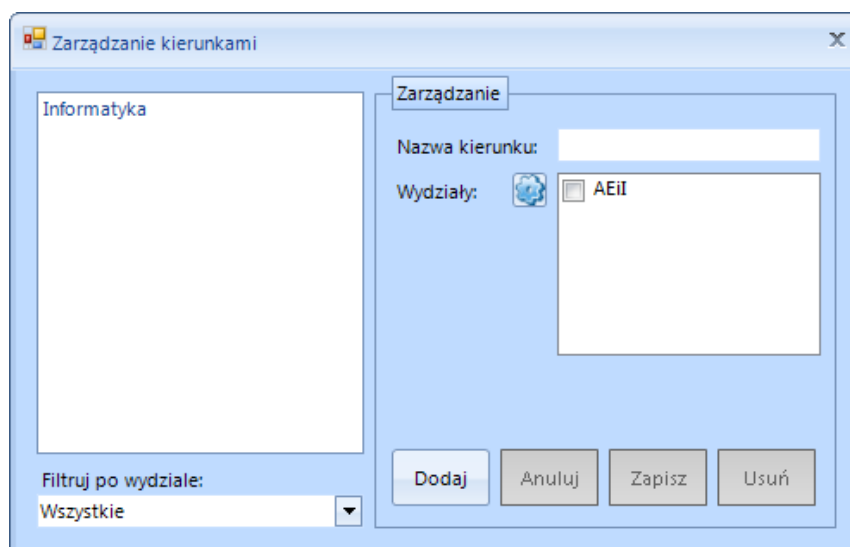 Zarządzanie kierunkami
Informatyka
Filtruj po wydziale:
Wszystkie
Zarządzanie
Nazwa kierunku:
Wydziały:
AEiI
Dodaj
Anuluj
Zapisz
Usuń